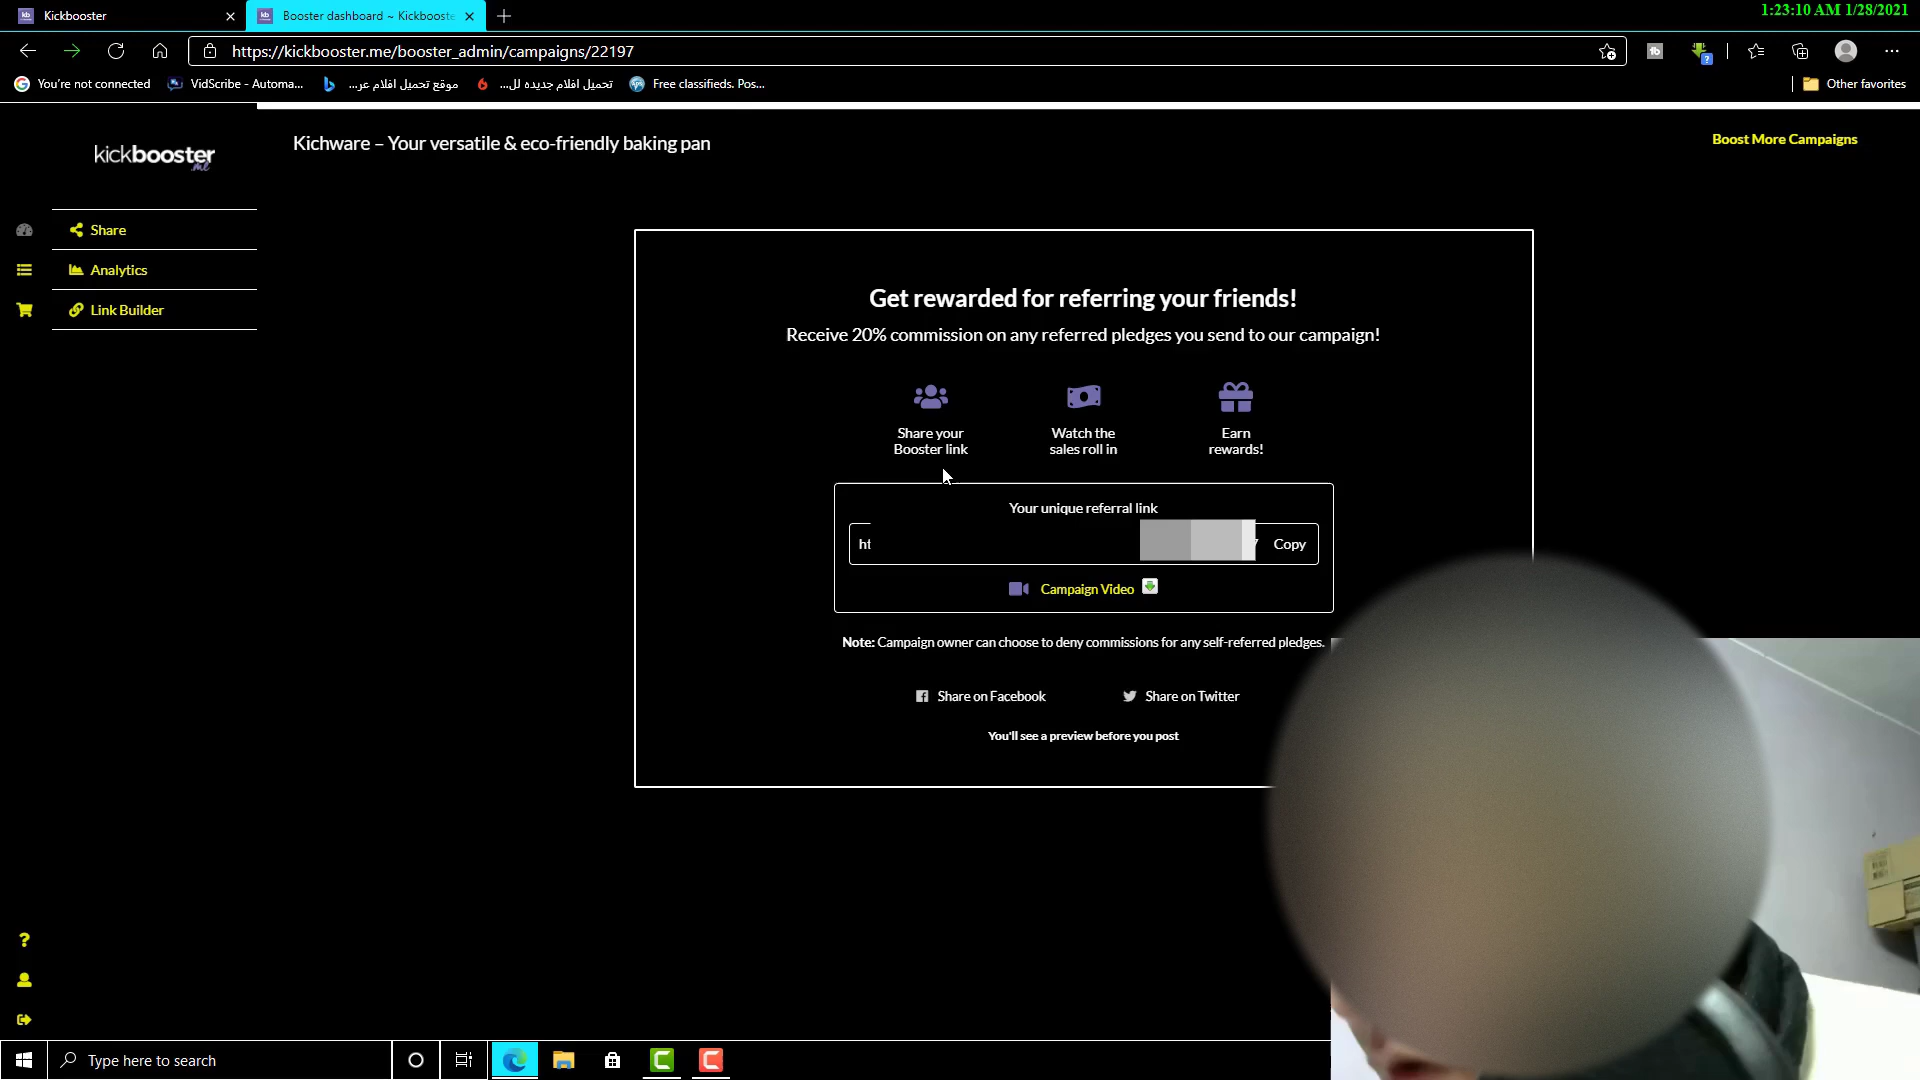 Kickbooster
Booster dashboard ~ Kickbooste
1:23:10 AM 1/28/2021
https://kickbooster.me/booster_admin/campaigns/22197
You're not connected
VidScribe - Automa...
موقع تحميل افلام عر...
تحميل افلام جديده لل...
Free classifieds. Pos...
Other favorites
kickbooster
.me
Kichware – Your versatile & eco-friendly baking pan
Boost More Campaigns
Share
Analytics
Link Builder
Get rewarded for referring your friends!
Receive 20% commission on any referred pledges you send to our campaign!
Share your
Booster link
Watch the
sales roll in
Earn
rewards!
Your unique referral link
Copy
Campaign Video
Note: Campaign owner can choose to deny commissions for any self-referred pledges.
Share on Facebook
Share on Twitter
You'll see a preview before you post
Type here to search